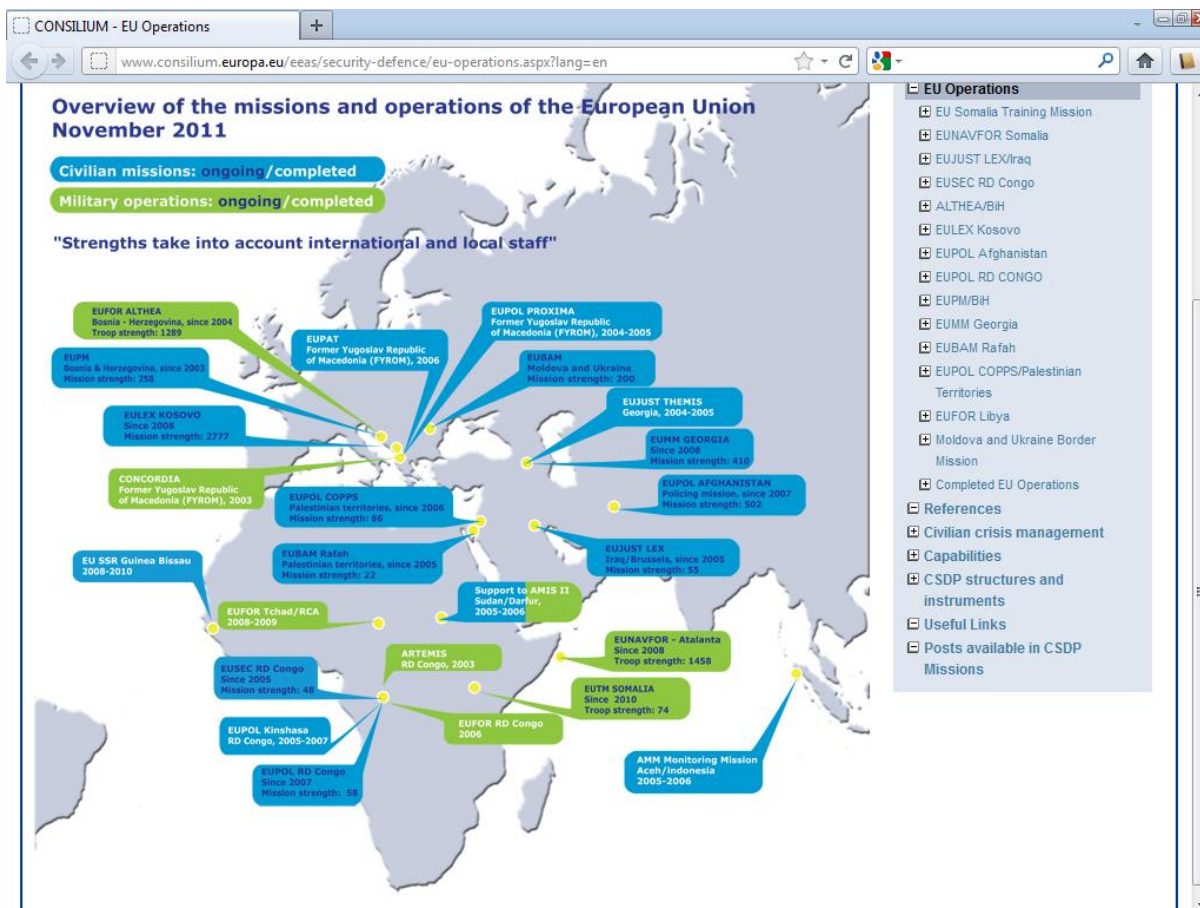 CONSILIUM - EU Operations
www.consilium.europa.eu/eeas/security-defence/eu-operations.aspx?lang=en
Overview of the missions and operations of the European Union
November 2011
Civilian missions: ongoing/completed
Military operations: ongoing/completed
"Strengths take into account international and local staff"
EUFOR ALTHEA
Bosnia - Herzegovina, since 2004
Troop strength: 1289
EUPAT
Former Yugoslav Republic
of Macedonia (FYROM), 2006
EUPOL PROXIMA
Former Yugoslav Republic
of Macedonia (FYROM), 2004-2005
EUPM
Bosnia & Herzegovina, since 2003
Mission strength: 258
EUBAM
Moldova and Ukraine
Mission strength: 200
EULEX KOSOVO
Since 2008
Mission strength: 2777
EUJUST THEMIS
Georgia, 2004-2005
EUMM GEORGIA
Since 2008
Mission strength: 410
CONCORDIA
Former Yugoslav Republic
of Macedonia (FYROM), 2003
EUPOL COPPS
Palestinian territories, since 2006
Mission strength: 86
EUPOL AFGHANISTAN
Policing mission, since 2007
Mission strength: 502
EUBAM Rafah
Palestinian territories, since 2005
Mission strength: 22
EUJUST LEX
Iraq/Brussels, since 2005
Mission strength: 55
EU SSR Guinea Bissau
2008-2010
Support to AMIS II
Sudan/Darfur,
2005-2006
EUFOR Tchad/RCA
2008-2009
EUNAVFOR - Atalanta
Since 2008
Troop strength: 1458
ARTEMIS
RD Congo, 2003
EUSEC RD Congo
Since 2005
Mission strength: 48
EUTM SOMALIA
Since 2010
Troop strength: 74
EUPOL Kinshasa
RD Congo, 2005-2007
EUFOR RD Congo
2006
EUPOL RD Congo
Since 2007
Mission strength: 58
AMM Monitoring Mission
Aceh/indonesia
2005-2006
EU Operations
EU Somalia Training Mission
EUNAVFOR Somalia
EUJUST LEX/Iraq
EUSEC RD Congo
ALTHEA/BiH
EULEX Kosovo
EUPOL Afghanistan
EUPOL RD CONGO
EUPM/BiH
EUMM Georgia
EUBAM Rafah
EUPOL COPPS/Palestinian
Territories
EUFOR Libya
Moldova and Ukraine Border
Mission
Completed EU Operations
References
Civilian crisis management
Capabilities
CSDP structures and
instruments
Useful Links
Posts available in CSDP
Missions